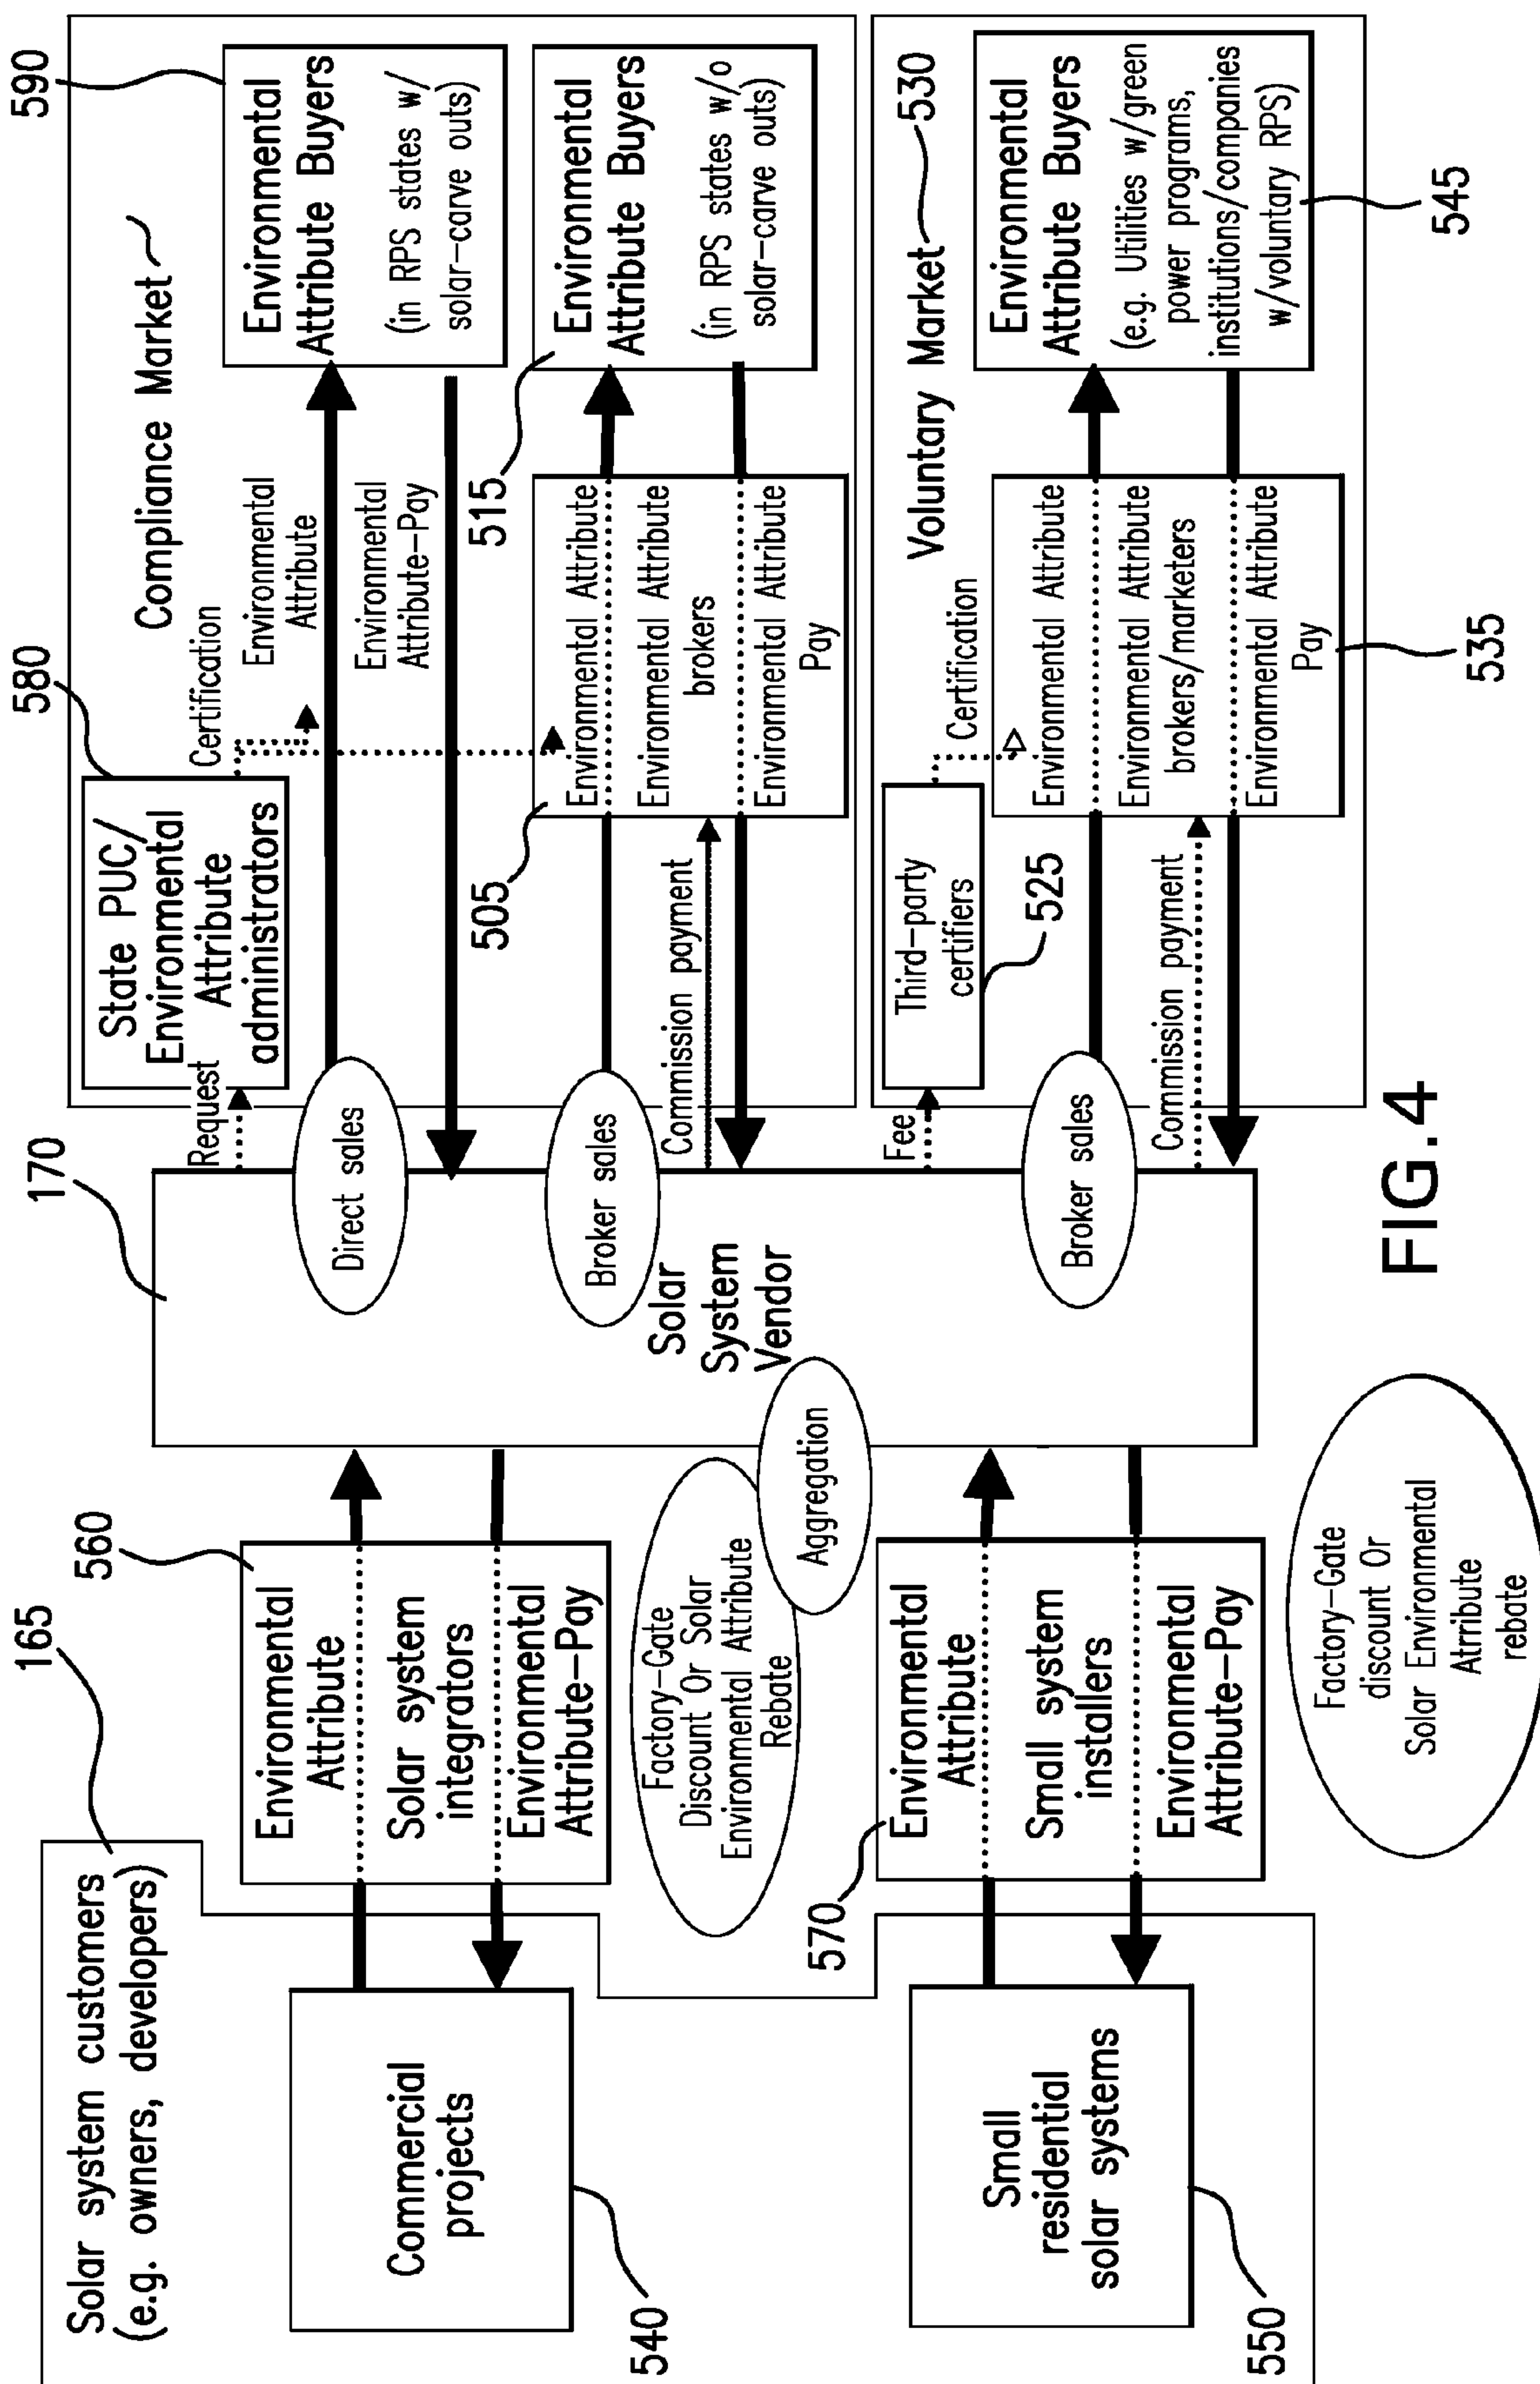 Solar system customers
(e.g. owners, developers)
165
Commercial
projects
540
Small
residential
solar systems
550
560
Environmental
Attribute
Solar system
integrators
Environmental
Attribute-Pay
Factory-Gate
Discount Or Solar
Environmental Attribute
Rebate
Aggregation
570
Environmental
Attribute
Small system
installers
Environmental
Attribute-Pay
Factory-Gate
discount Or
Solar Environmental
Atrribute
rebate
170
Solar
System
Vendor
Direct sales
Broker sales
Broker sales
Request
580
State PUC/
Environmental
Attribute
administrators
Certification
Compliance Market
Environmental
Attribute
Environmental
Attribute-Pay
590
Environmental
Attribute Buyers
(in RPS states w/
solar-carve outs)
505
Commission payment
Environmental Attribute
Environmental Attribute
brokers
Environmental Attribute
Pay
515
Environmental
Attribute Buyers
(in RPS states w/o
solar-carve outs)
Fee
Third-party
certifiers
525
Certification
Voluntary Market
530
Commission payment
Environmental Attribute
Environmental Attribute
brokers/marketers
Environmental Attribute
Pay
535
Environmental
Attribute Buyers
(e.g. Utilities w/green
power programs,
institutions/companies
w/voluntary RPS)
545
FIG.4